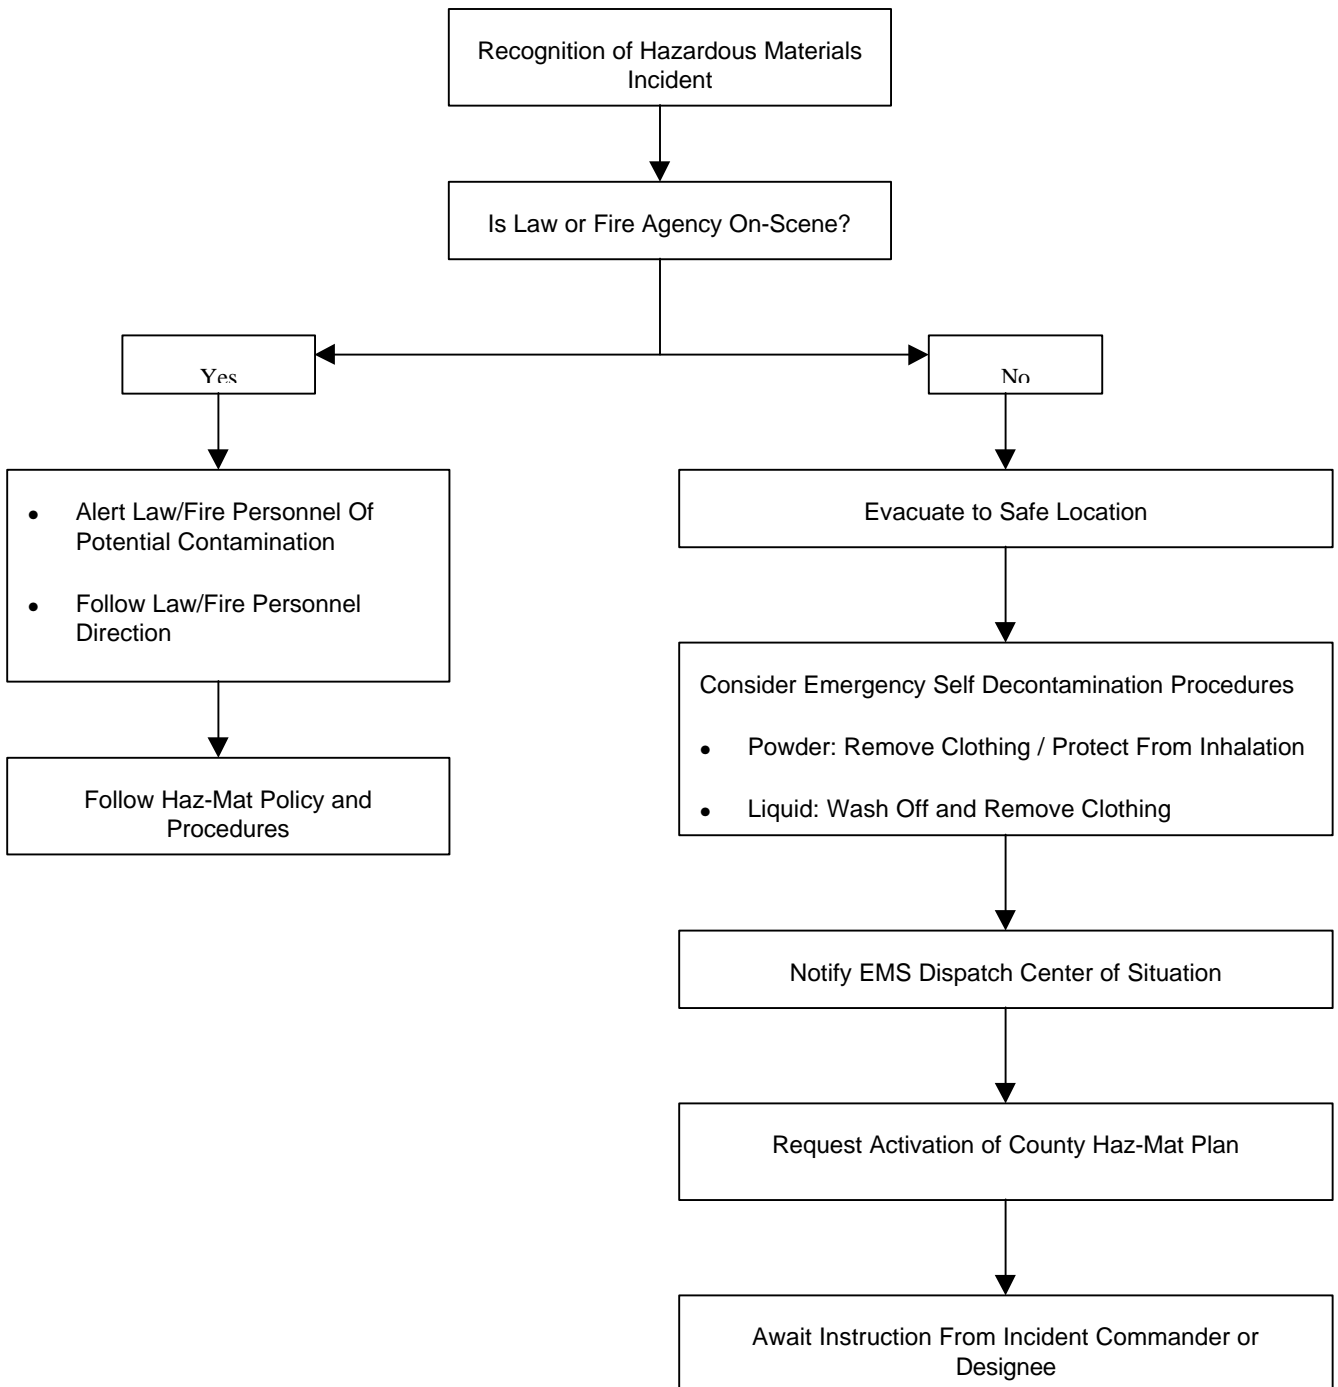 Recognition of Hazardous Materials
Incident
Is Law or Fire Agency On-Scene?
Yes
No
• Alert Law/Fire Personnel Of
Potential Contamination
• Follow Law/Fire Personnel
Direction
Follow Haz-Mat Policy and
Procedures
Evacuate to Safe Location
Consider Emergency Self Decontamination Procedures
• Powder: Remove Clothing / Protect From Inhalation
• Liquid: Wash Off and Remove Clothing
Notify EMS Dispatch Center of Situation
Request Activation of County Haz-Mat Plan
Await Instruction From Incident Commander or
Designee